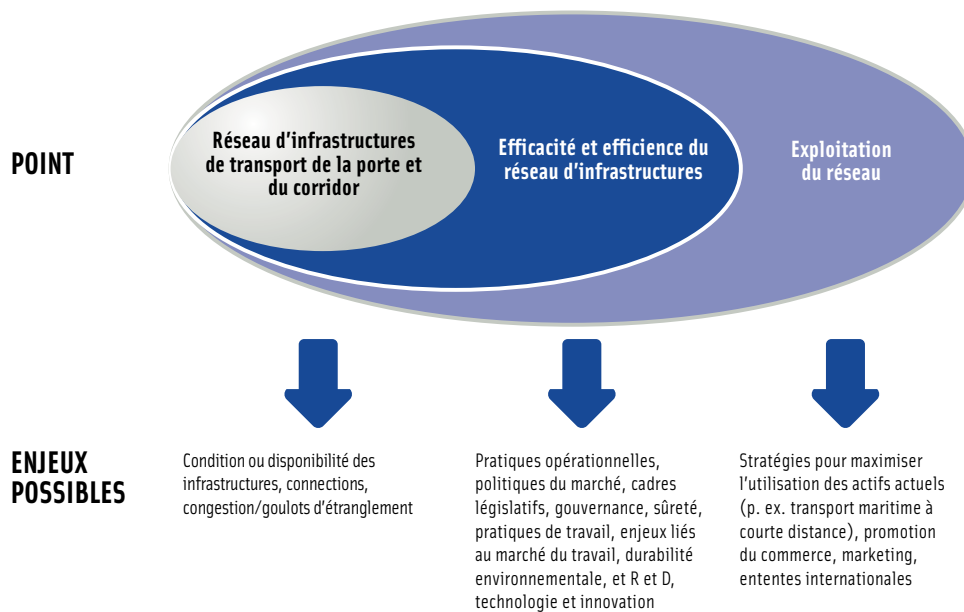 POINT
Réseau d'infrastructures
de transport de la porte et
du corridor
Efficacité et efficience du
réseau d'infrastructures
Exploitation
du réseau
ENJEUX
POSSIBLES
Condition ou disponibilité des
infrastructures, connections,
congestion/goulots d'étranglement
Pratiques opérationnelles,
politiques du marché, cadres
législatifs, gouvernance, sûreté,
pratiques de travail, enjeux liés
au marché du travail, durabilité
environnementale, et R et D,
technologie et innovation
Stratégies pour maximiser
l'utilisation des actifs actuels
(p. ex. transport maritime à
courte distance), promotion
du commerce, marketing,
ententes internationales